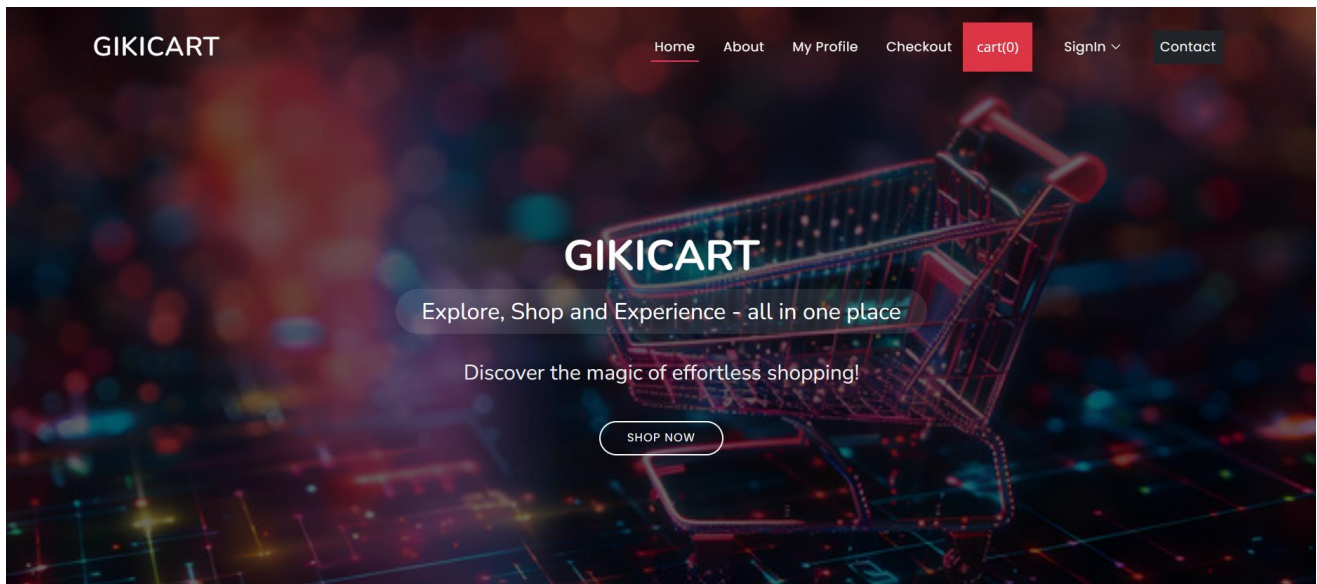 GIKICART
Home About My Profile Checkout cart(0) SignIn Contact
GIKICART
Explore, Shop and Experience - all in one place
Discover the magic of effortless shopping!
SHOP NOW